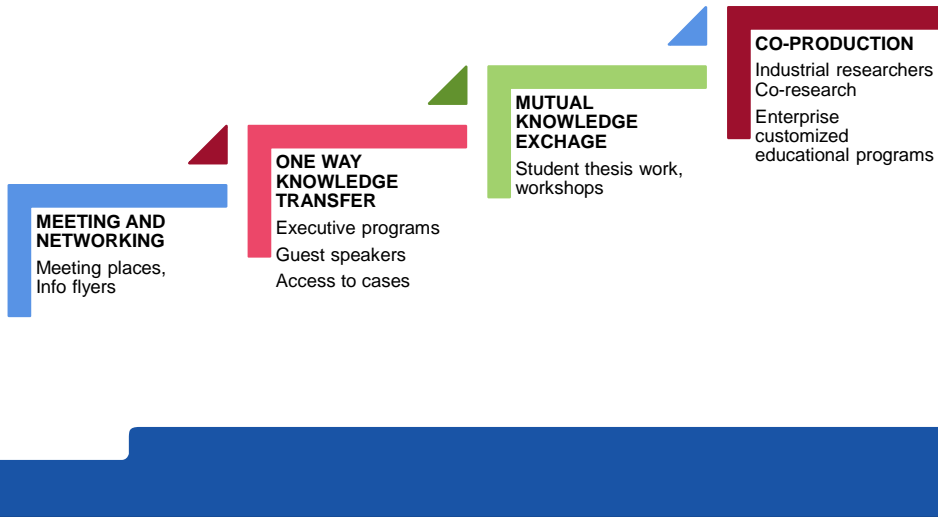 MEETING AND
NETWORKING
Meeting places,
Info flyers
ONE WAY
KNOWLEDGE
TRANSFER
Executive programs
Guest speakers
Access to cases
MUTUAL
KNOWLEDGE
EXCHAGE
Student thesis work,
workshops
CO-PRODUCTION
Industrial researchers
Co-research
Enterprise
customized
educational programs